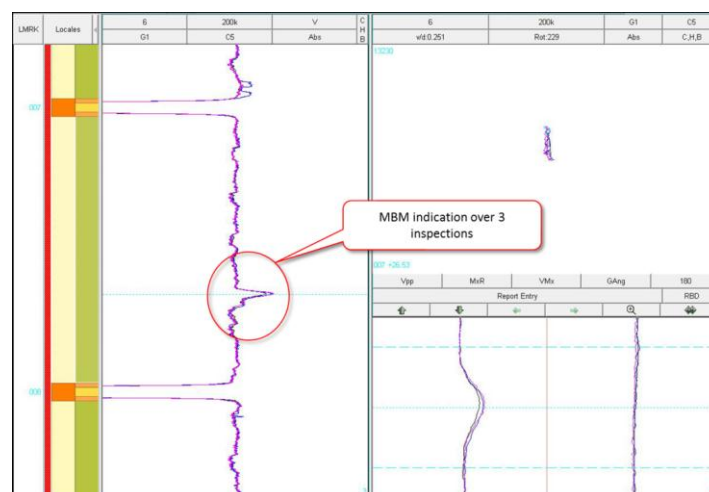 LMRK
Locales
6
200k
V
G1
C5
Abs
C
H
B
007
008
MBM indication over 3
inspections
6
200k
G1
C5
v/d:0.251
Rot:229
Abs
C,H,B
13230
007 +26.53
Vpp
MxR
VMx
GAng
180
Report Entry
RBD